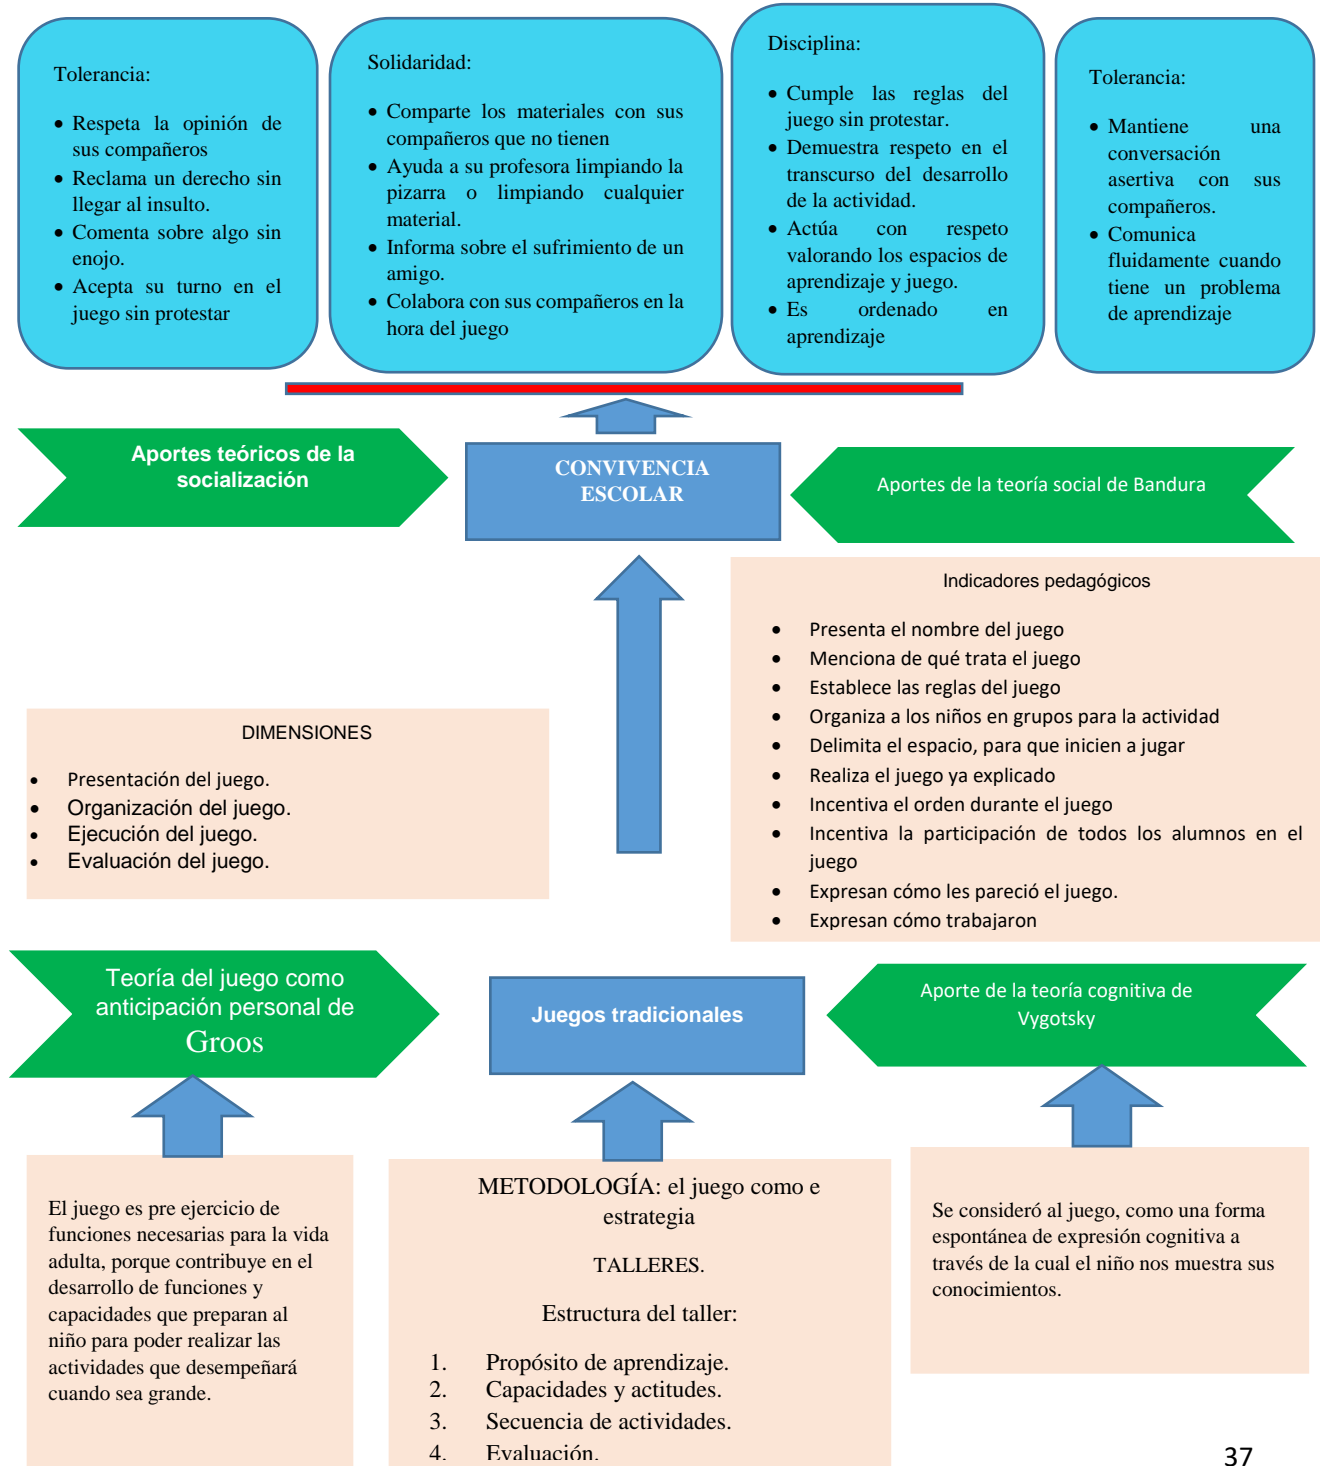 Tolerancia:
• Respeta la opinión de
sus compañeros
• Reclama un derecho sin
llegar al insulto.
• Comenta sobre algo sin
enojo.
• Acepta su turno en el
juego sin protestar
Solidaridad:
• Comparte los materiales con sus
compañeros que no tienen
• Ayuda a su profesora limpiando la
pizarra o limpiando cualquier
material.
• Informa sobre el sufrimiento de un
amigo.
• Colabora con sus compañeros en la
hora del juego
Disciplina:
• Cumple las reglas del
juego sin protestar.
• Demuestra respeto en el
transcurso del desarrollo
de la actividad.
• Actúa con respeto
valorando los espacios de
aprendizaje y juego.
• Es ordenado en
aprendizaje
Tolerancia:
• Mantiene una
conversación
asertiva con sus
compañeros.
• Comunica
fluidamente cuando
tiene un problema
de aprendizaje
Aportes teóricos de la
socialización
CONVIVENCIA
ESCOLAR
Aportes de la teoría social de Bandura
Indicadores pedagógicos
• Presenta el nombre del juego
• Menciona de qué trata el juego
• Establece las reglas del juego
• Organiza a los niños en grupos para la actividad
• Delimita el espacio, para que inicien a jugar
• Realiza el juego ya explicado
• Incentiva el orden durante el juego
• Incentiva la participación de todos los alumnos en el
juego
• Expresan cómo les pareció el juego.
• Expresan cómo trabajaron
DIMENSIONES
• Presentación del juego.
• Organización del juego.
• Ejecución del juego.
• Evaluación del juego.
Teoría del juego como
anticipación personal de
Groos
Juegos tradicionales
Aporte de la teoría cognitiva de
Vygotsky
El juego es pre ejercicio de
funciones necesarias para la vida
adulta, porque contribuye en el
desarrollo de funciones y
capacidades que preparan al
niño para poder realizar las
actividades que desempeñará
cuando sea grande.
METODOLOGÍA: el juego como e
estrategia
TALLERES.
Estructura del taller:
1. Propósito de aprendizaje.
2. Capacidades y actitudes.
3. Secuencia de actividades.
4. Evaluación.
Se consideró al juego, como una forma
espontánea de expresión cognitiva a
través de la cual el niño nos muestra sus
conocimientos.
37